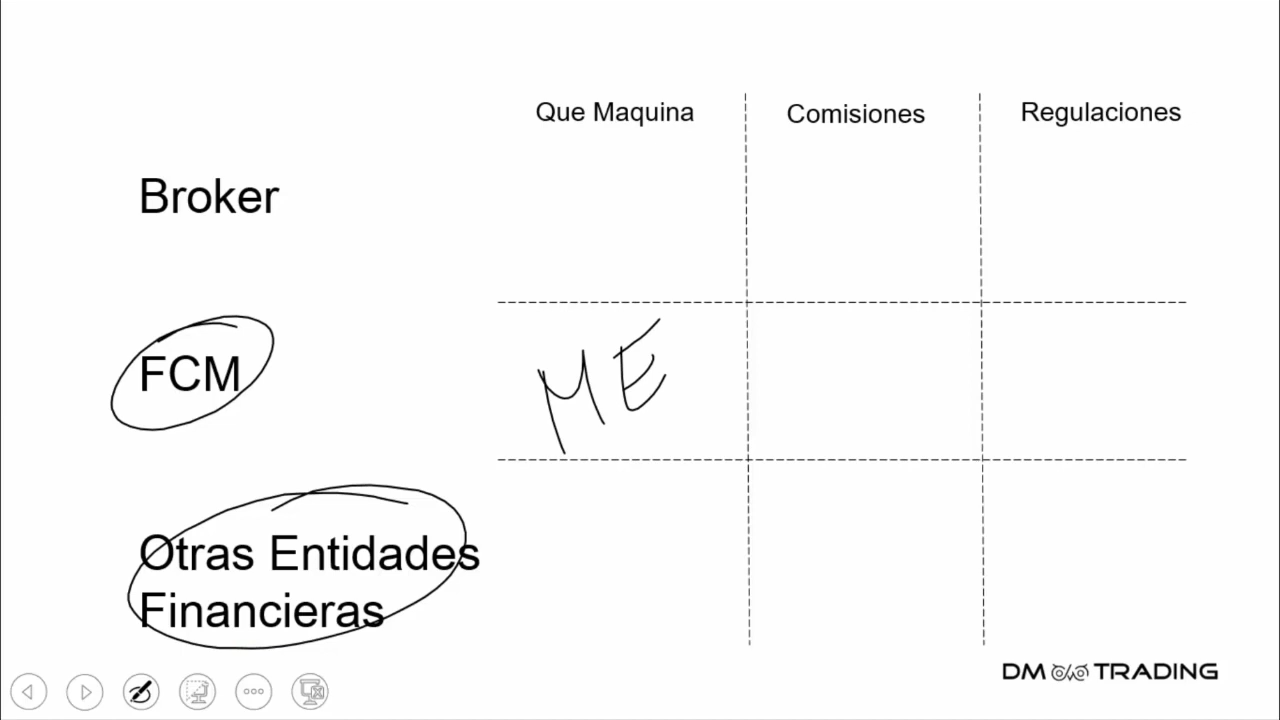 Que Maquina Comisiones Regulaciones
Broker
FCM ME
Otras Entidades
Financieras
DM TRADING